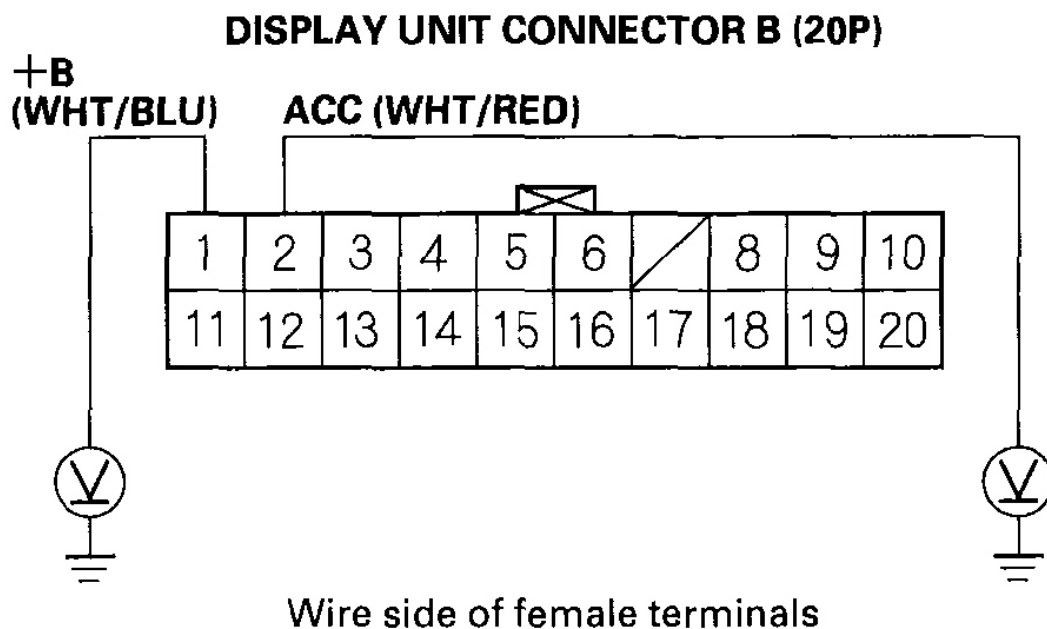 DISPLAY UNIT CONNECTOR B (20P)
+B
(WHT/BLU)
ACC (WHT/RED)
1 2 3 4 5 6 8 9 10
11 12 13 14 15 16 17 18 19 20
V
V
Wire side of female terminals